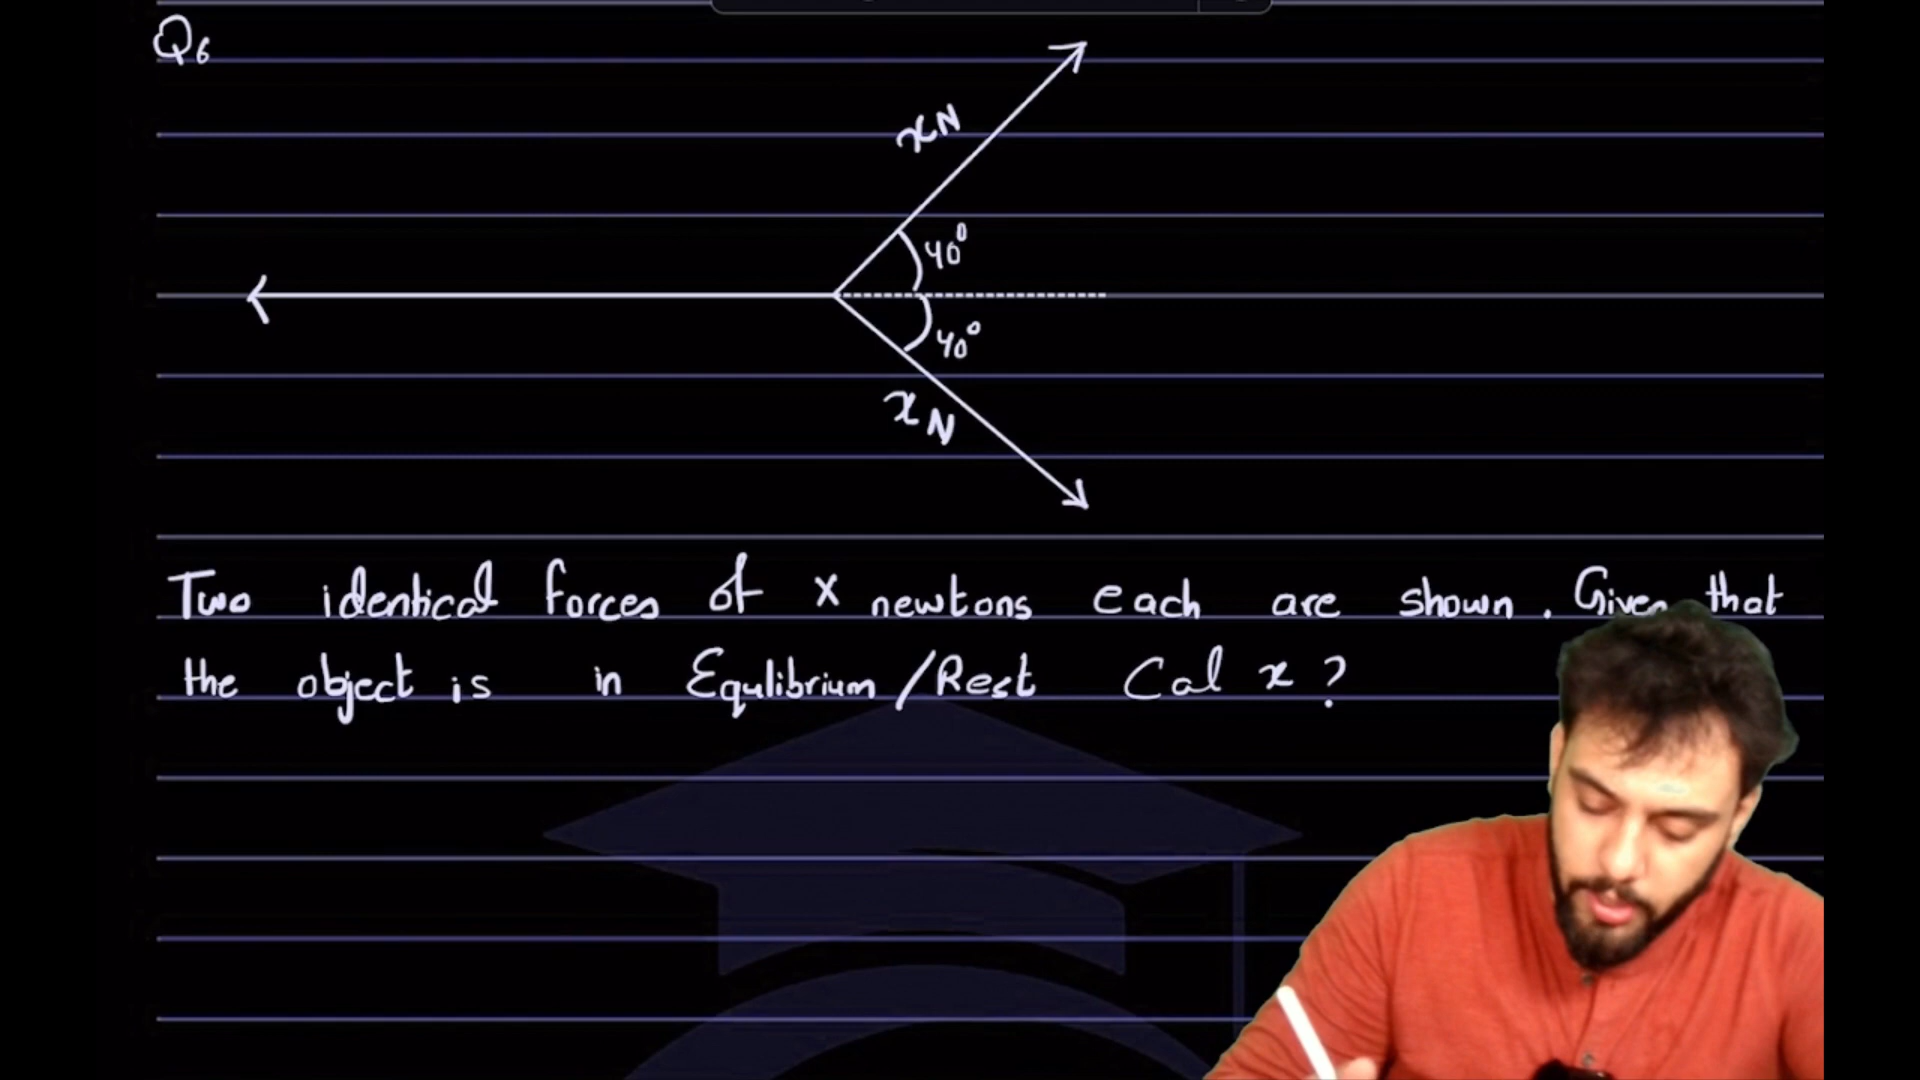 Q6
xN
40°
40°
xN
Two identical forces of x newtons each are shown. Given that
the object is in Equlibrium/Rest Cal x?